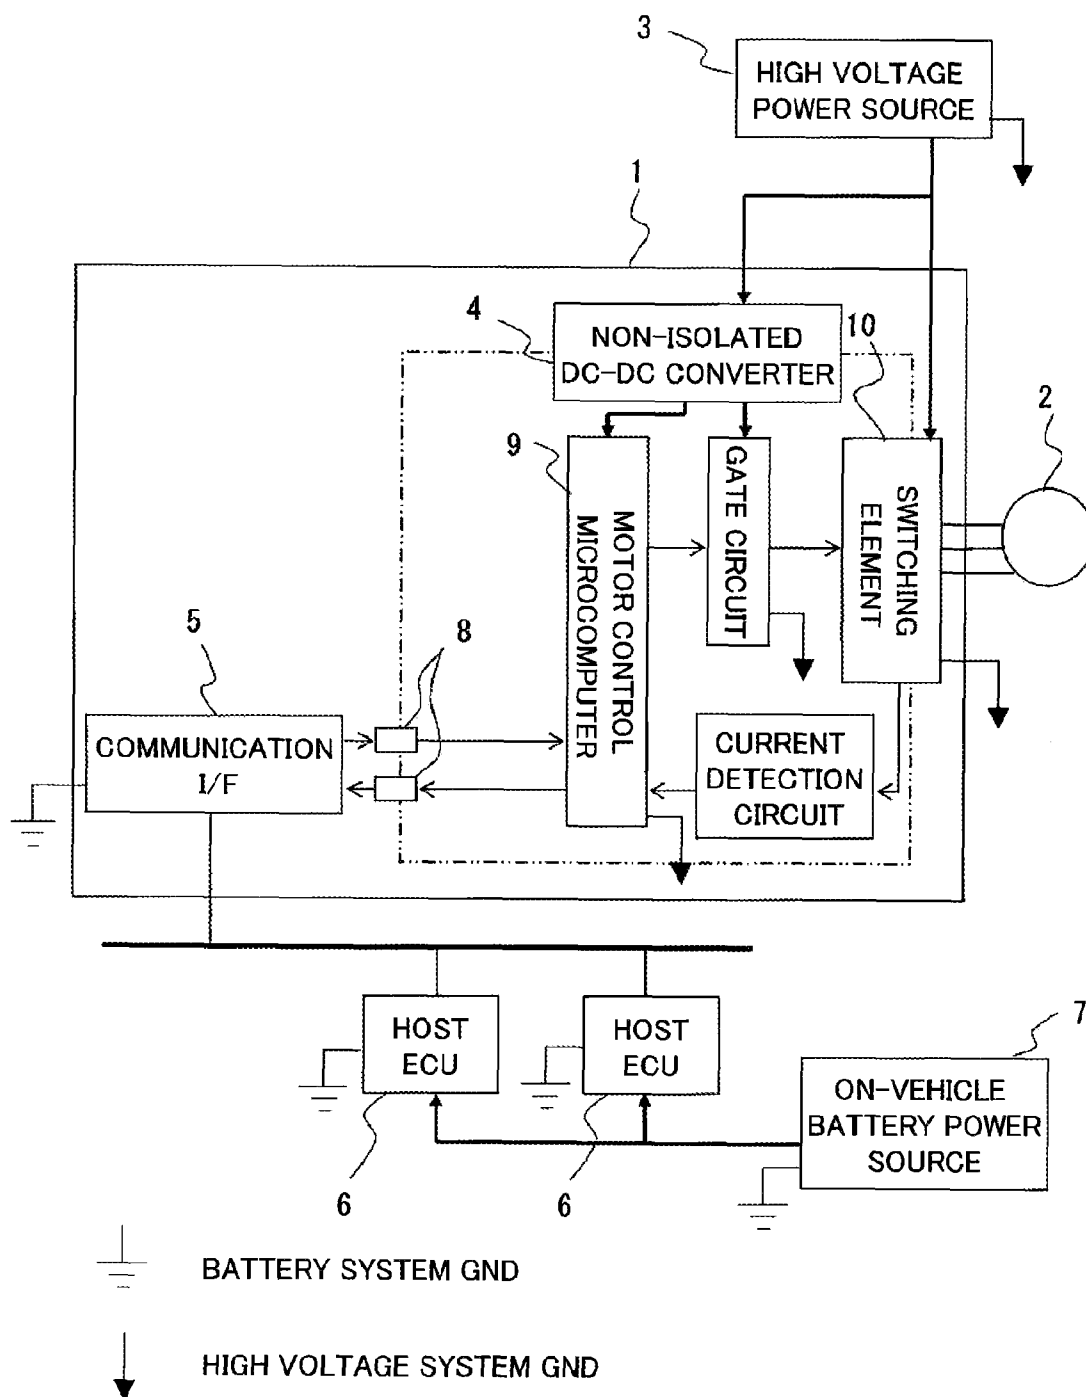 3
HIGH VOLTAGE
POWER SOURCE
1
4
NON-ISOLATED
DC-DC CONVERTER
10
2
9
MOTOR CONTROL
MICROCOMPUTER
GATE CIRCUIT
SWITCHING
ELEMENT
5
8
COMMUNICATION
I/F
CURRENT
DETECTION
CIRCUIT
HOST
ECU
HOST
ECU
7
ON-VEHICLE
BATTERY POWER
SOURCE
6
6
BATTERY SYSTEM GND
HIGH VOLTAGE SYSTEM GND